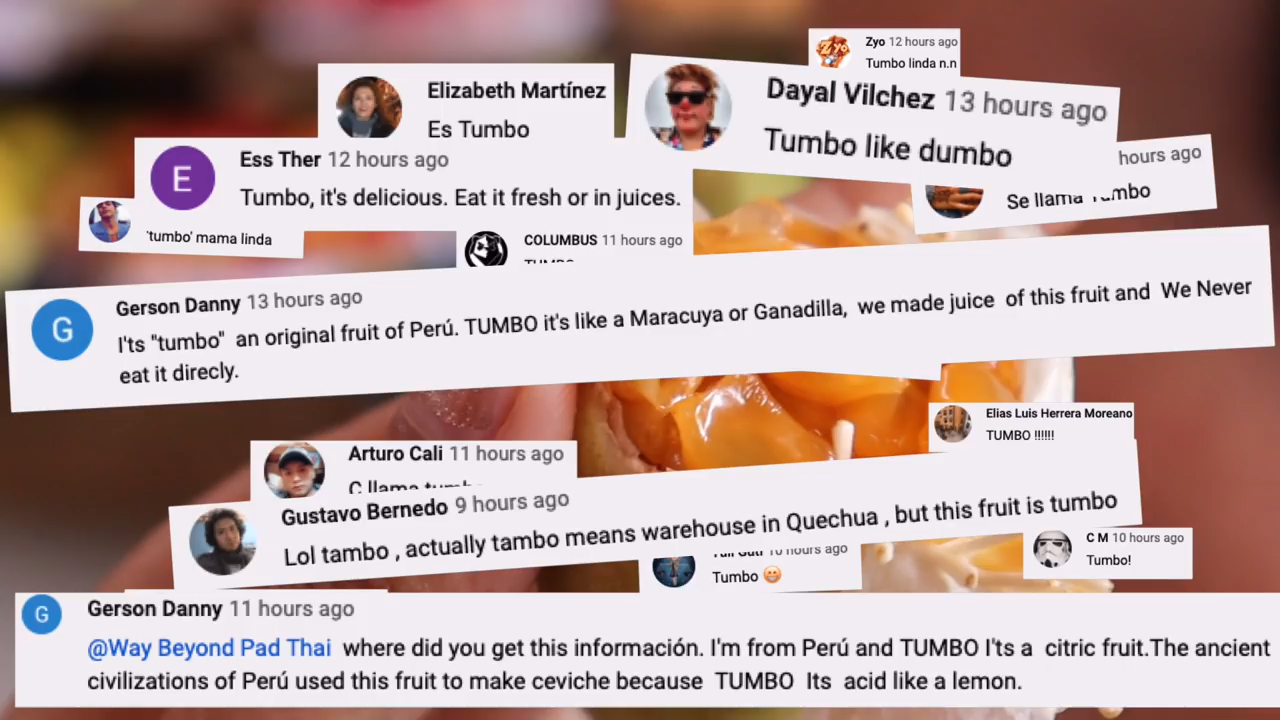 Zyo 12 hours ago
Tumbo linda n.n
Elizabeth Martínez
Es Tumbo
Dayal Vilchez 13 hours ago
Tumbo like dumbo
E
Ess Ther 12 hours ago
Tumbo, it's delicious. Eat it fresh or in juices.
hours ago
Se llama Tumbo
'tumbo' mama linda
COLUMBUS 11 hours ago
TUMBO
G
Gerson Danny 13 hours ago
I'ts "tumbo" an original fruit of Perú. TUMBO it's like a Maracuya or Ganadilla, we made juice of this fruit and We Never
eat it direcly.
Elias Luis Herrera Moreano
TUMBO !!!!!!
Arturo Cali 11 hours ago
C llama tumbo
Gustavo Bernedo 9 hours ago
Lol tambo , actually tambo means warehouse in Quechua , but this fruit is tumbo
10 hours ago
Tumbo 😁
C M 10 hours ago
Tumbo!
G
Gerson Danny 11 hours ago
@Way Beyond Pad Thai where did you get this información. I'm from Perú and TUMBO I'ts a citric fruit.The ancient
civilizations of Perú used this fruit to make ceviche because TUMBO Its acid like a lemon.